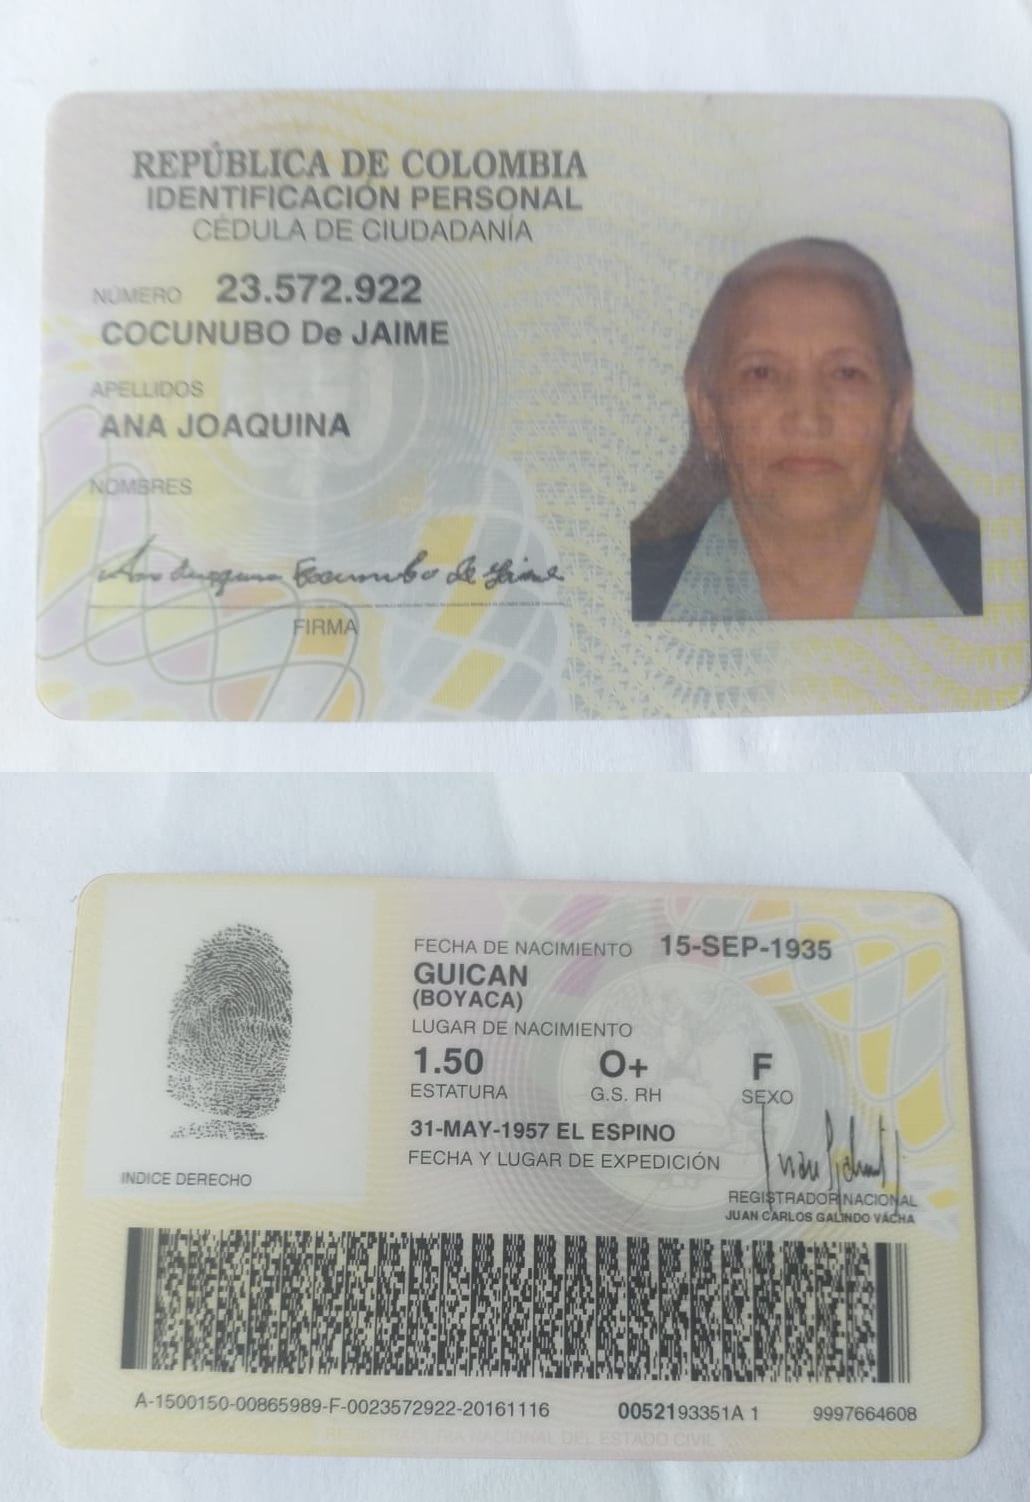 REPÚBLICA DE COLOMBIA
IDENTIFICACIÓN PERSONAL
CÉDULA DE CIUDADANÍA
NÚMERO 23.572.922
COCUNUBO De JAIME
APELLIDOS
ANA JOAQUINA
NOMBRES
Ana Joaquina Cocunubo de Jaime
FIRMA
FECHA DE NACIMIENTO 15-SEP-1935
GUICAN
(BOYACA)
LUGAR DE NACIMIENTO
1.50 O+ F
ESTATURA G.S. RH SEXO
31-MAY-1957 EL ESPINO
FECHA Y LUGAR DE EXPEDICIÓN
INDICE DERECHO
REGISTRADOR NACIONAL
JUAN CARLOS GALINDO VÁCHA
A-1500150-00865989-F-0023572922-20161116 0052193351A 1 9997664608
NACIONAL DEL ESTADO CIVIL